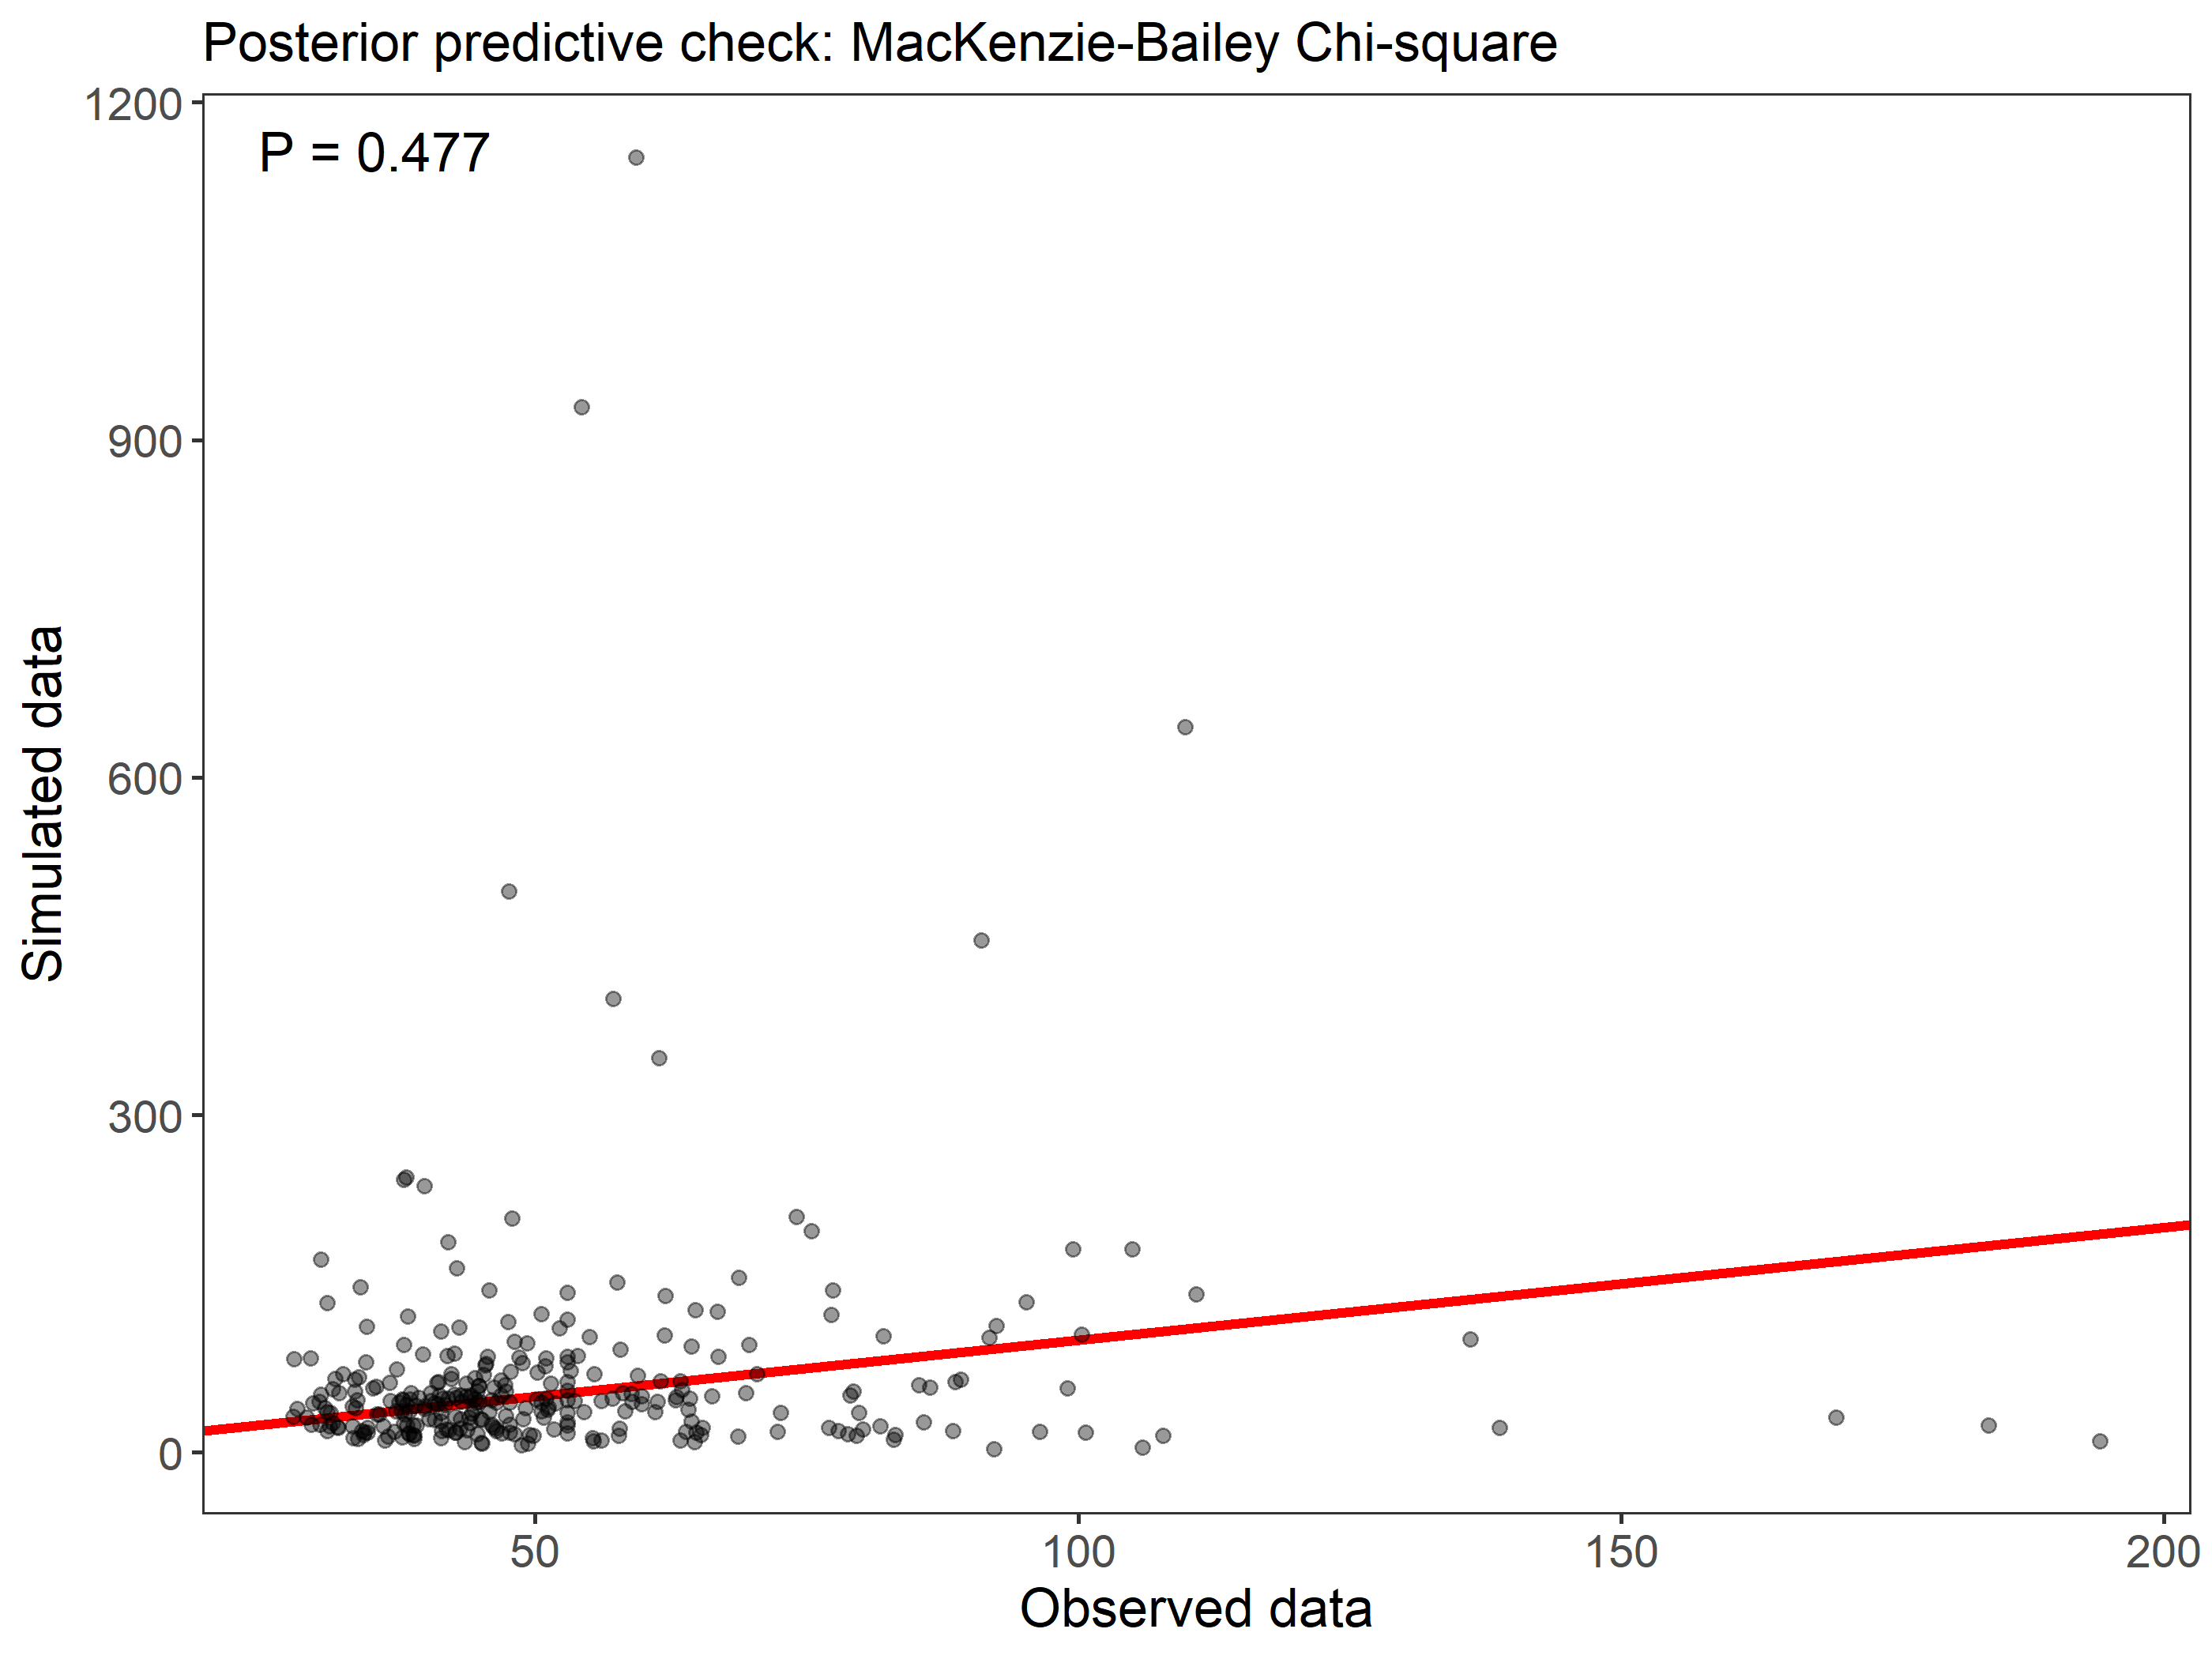 Posterior predictive check: MacKenzie-Bailey Chi-square
P = 0.477
1200
900
600
300
0
Simulated data
50
100
150
200
Observed data